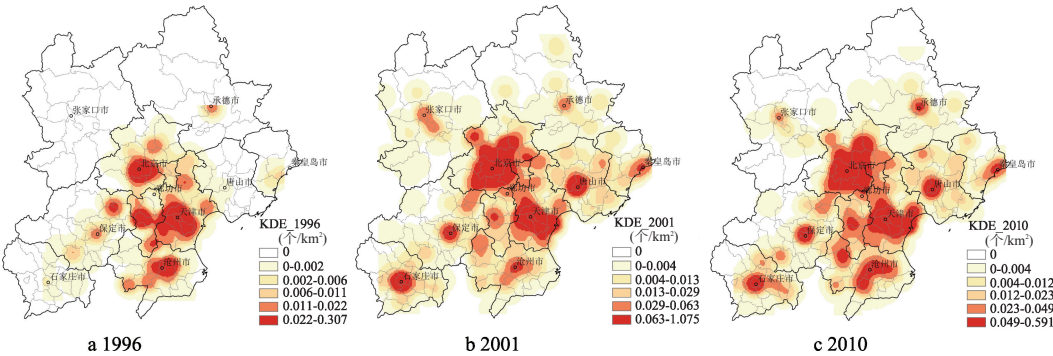 张家口市
承德市
北京市
秦皇岛市
唐山市
廊坊市
天津市
保定市
沧州市
石家庄市
KDE_1996
(个/km²)
0
0-0.002
0.002-0.006
0.006-0.011
0.011-0.022
0.022-0.307
a 1996
张家口市
承德市
北京市
秦皇岛市
唐山市
廊坊市
天津市
保定市
沧州市
石家庄市
KDE_2001
(个/km²)
0
0-0.004
0.004-0.013
0.013-0.029
0.029-0.063
0.063-1.075
b 2001
张家口市
承德市
北京市
秦皇岛市
唐山市
廊坊市
天津市
保定市
沧州市
石家庄市
KDE_2010
(个/km²)
0
0-0.004
0.004-0.012
0.012-0.023
0.023-0.049
0.049-0.591
c 2010